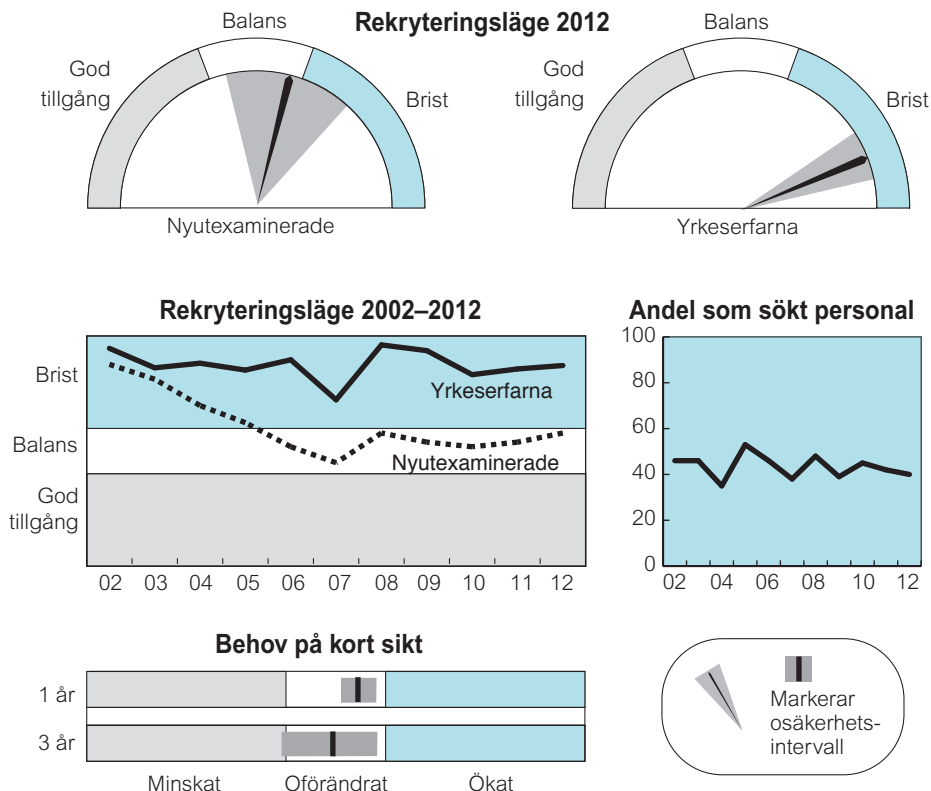 Rekryteringsläge 2012
Balans
God
tillgång
Brist
Nyutexaminerade
Balans
God
tillgång
Brist
Yrkeserfarna
Rekryteringsläge 2002–2012
Brist
Balans
God
tillgång
Yrkeserfarna
Nyutexaminerade
02 03 04 05 06 07 08 09 10 11 12
Andel som sökt personal
100
80
60
40
20
0
02 04 06 08 10 12
Behov på kort sikt
1 år
3 år
Minskat Oförändrat Ökat
Markerar
osäkerhets-
intervall